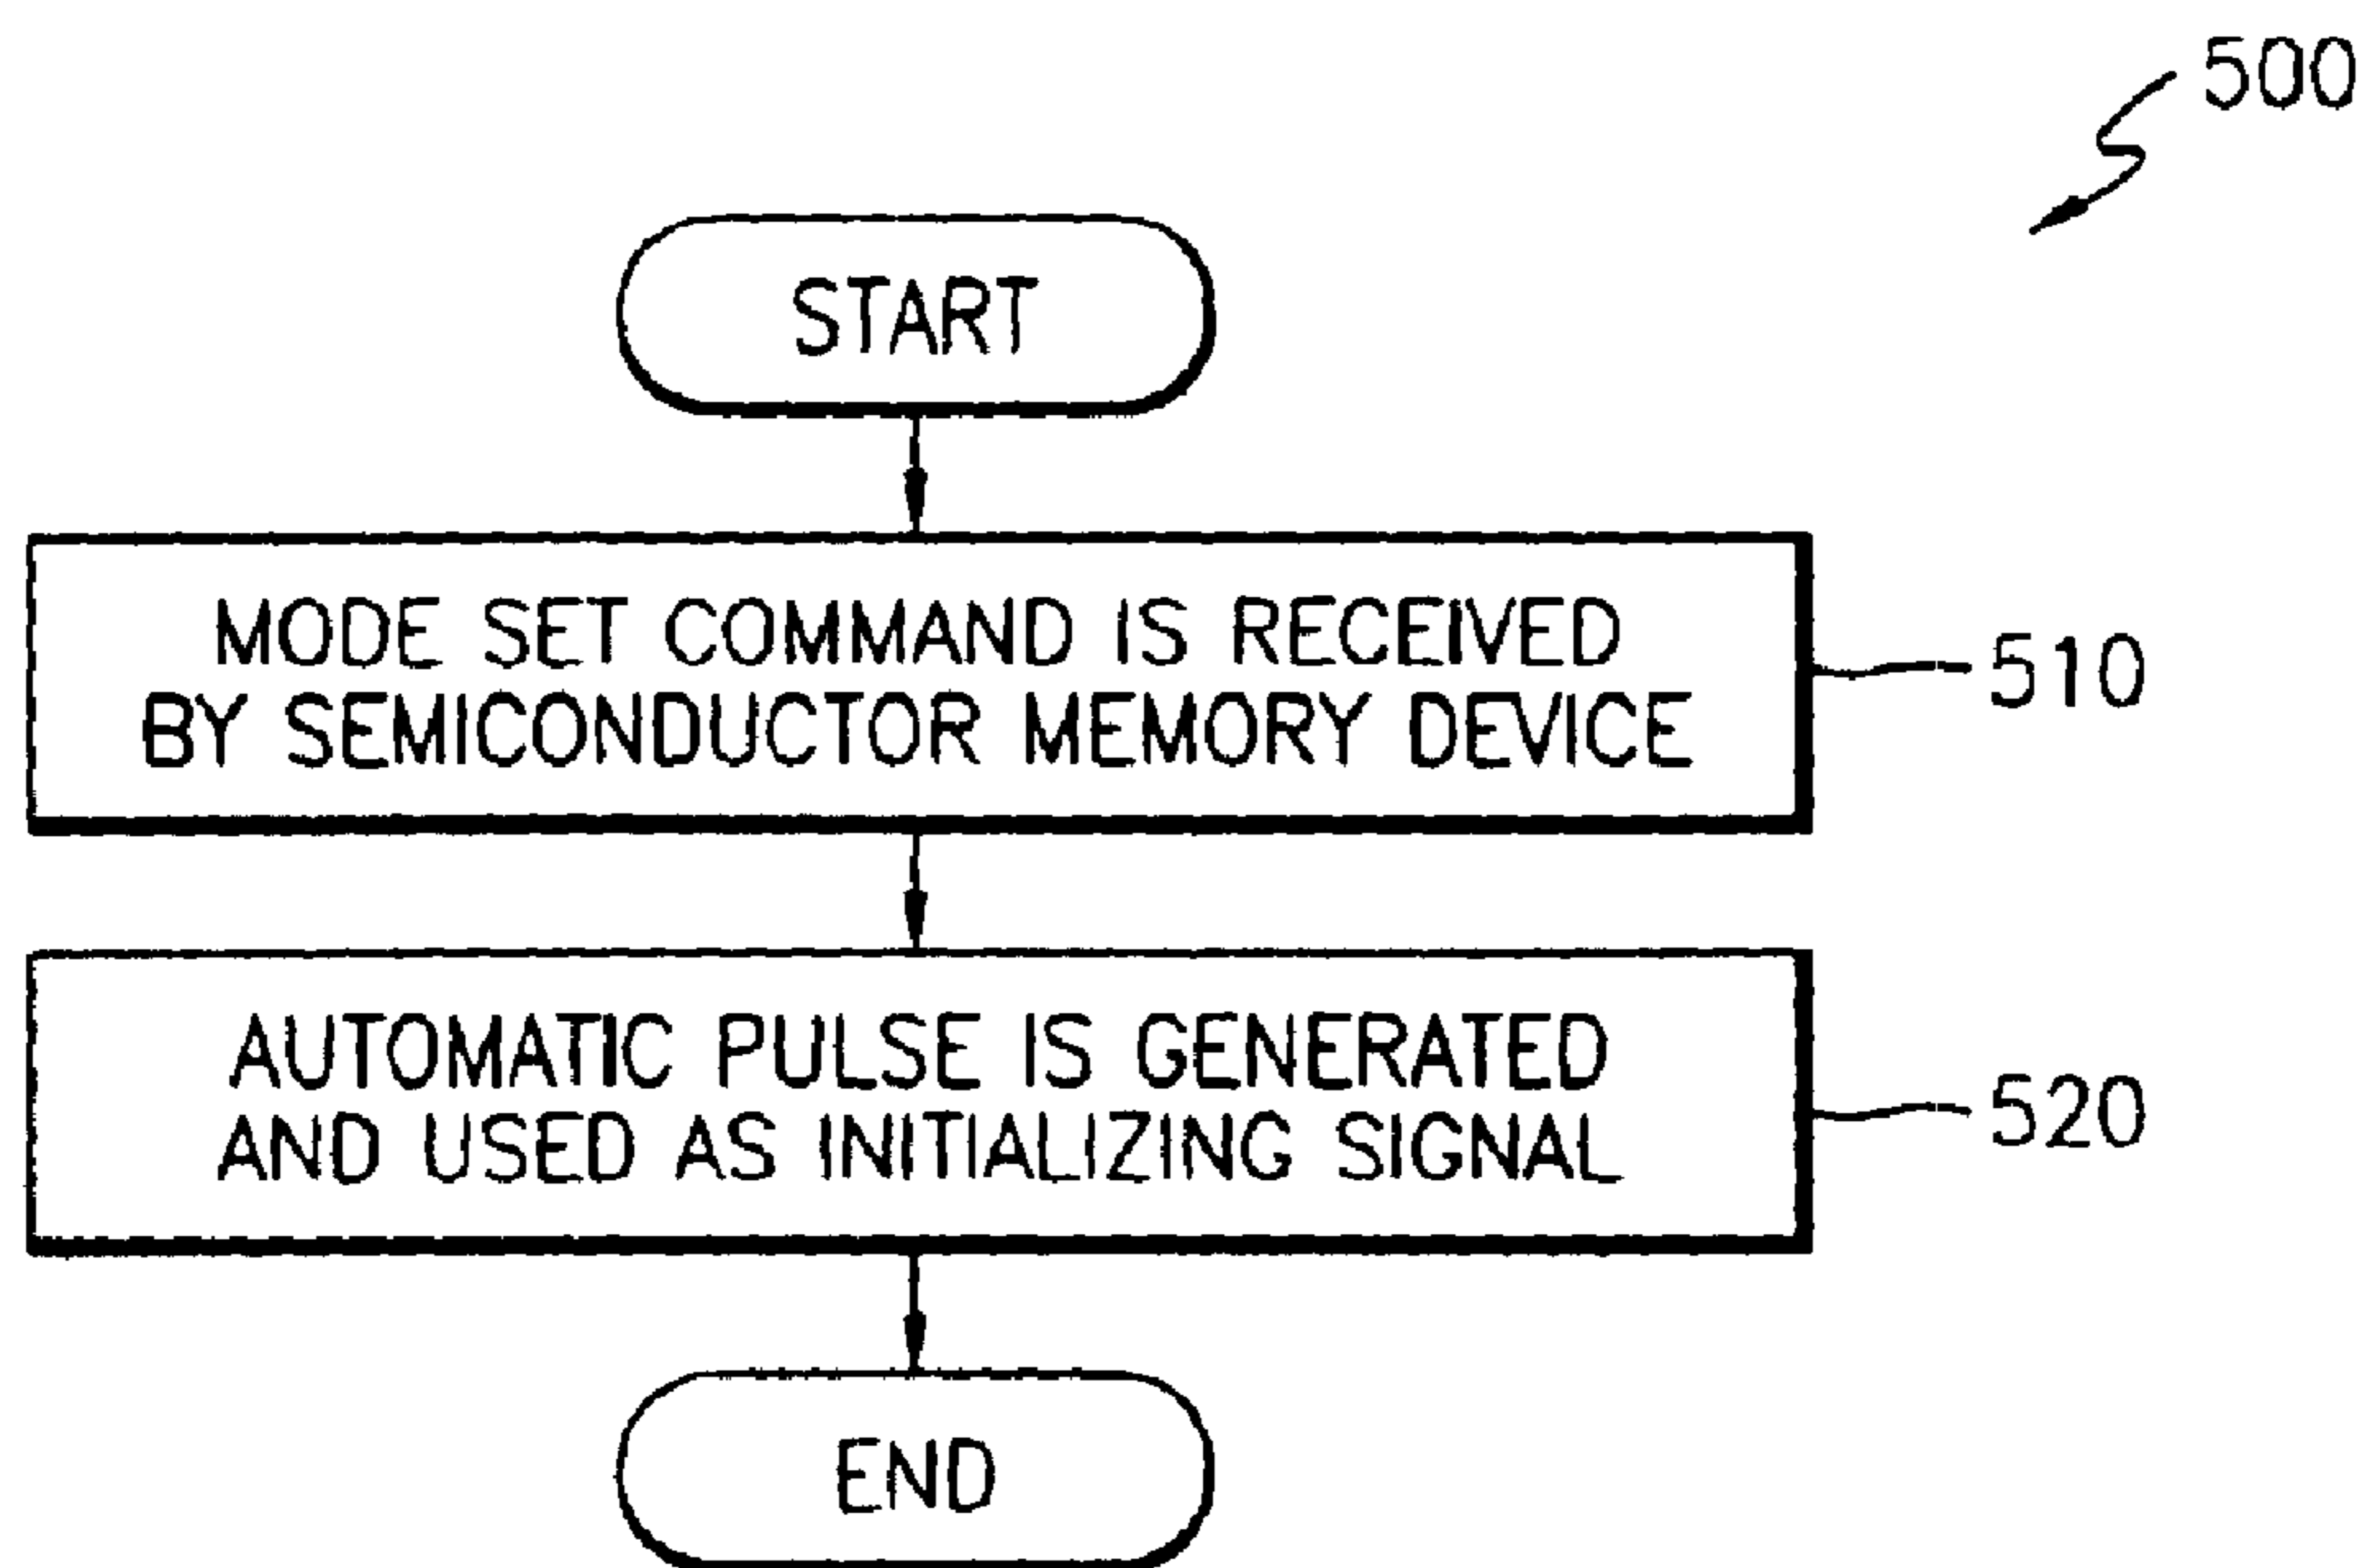 500
START
MODE SET COMMAND IS RECEIVED
BY SEMICONDUCTOR MEMORY DEVICE
510
AUTOMATIC PULSE IS GENERATED
AND USED AS INITIALIZING SIGNAL
520
END